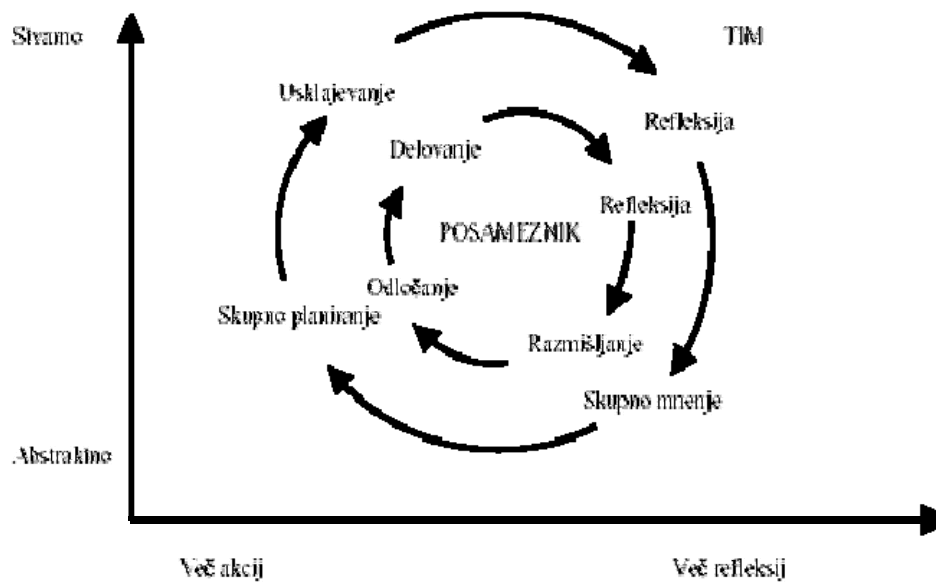 Stvarno
TIM
Usklajevanje
Refleksija
Delovanje
Refleksija
POSAMEZNIK
Odločanje
Skupno planiranje
Razmišljanje
Skupno mnenje
Abstraktno
Več akcij
Več refleksij